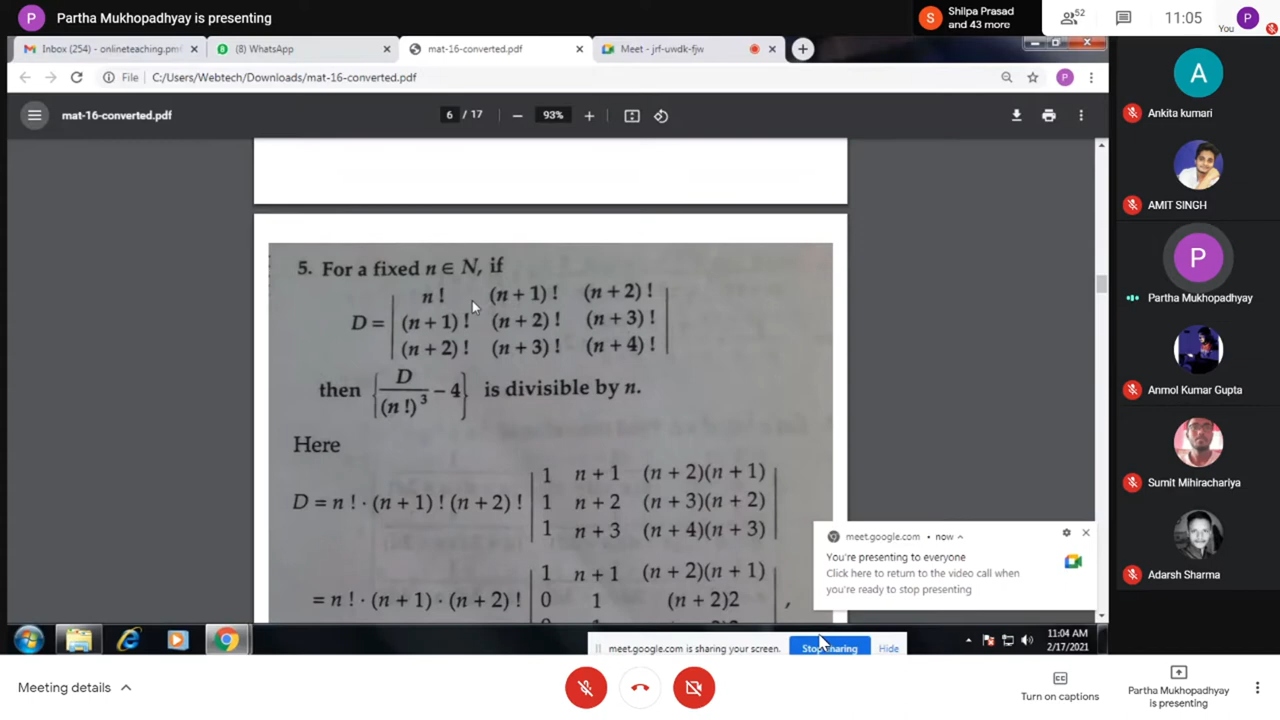 P Partha Mukhopadhyay is presenting
S Shilpa Prasad
and 43 more
52
11:05
P
You
Inbox (254) - onlineteaching.pmr
(8) WhatsApp
mat-16-converted.pdf
Meet - jrf-uwdk-fjw
File C:/Users/Webtech/Downloads/mat-16-converted.pdf
P
mat-16-converted.pdf
6 / 17
93%
5. For a fixed n ∈ N, if
n ! (n + 1) ! (n + 2) !
D = (n + 1) ! (n + 2) ! (n + 3) !
(n + 2) ! (n + 3) ! (n + 4) !
then { D / (n !)³ − 4 } is divisible by n.
Here
1 n + 1 (n + 2)(n + 1)
D = n ! · (n + 1) ! (n + 2) ! 1 n + 2 (n + 3)(n + 2)
1 n + 3 (n + 4)(n + 3)
1 n + 1 (n + 2)(n + 1)
= n ! · (n + 1) · (n + 2) ! 0 1 (n + 2)2 ,
meet.google.com • now
You're presenting to everyone
Click here to return to the video call when
you're ready to stop presenting
meet.google.com is sharing your screen.
Stop sharing
Hide
11:04 AM
2/17/2021
A
Ankita kumari
AMIT SINGH
P
Partha Mukhopadhyay
Anmol Kumar Gupta
Sumit Mihirachariya
Adarsh Sharma
Meeting details
Turn on captions
Partha Mukhopadhyay
is presenting